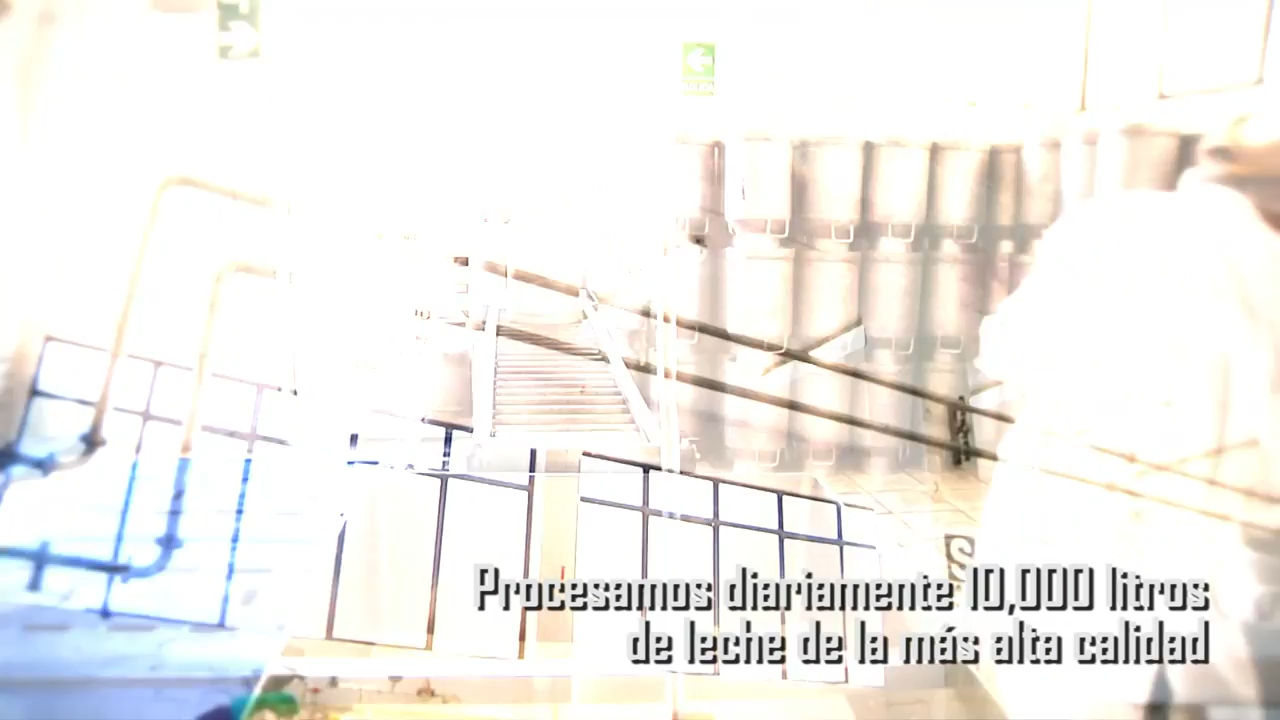 Procesamos diariamente 10,000 litros
de leche de la más alta calidad